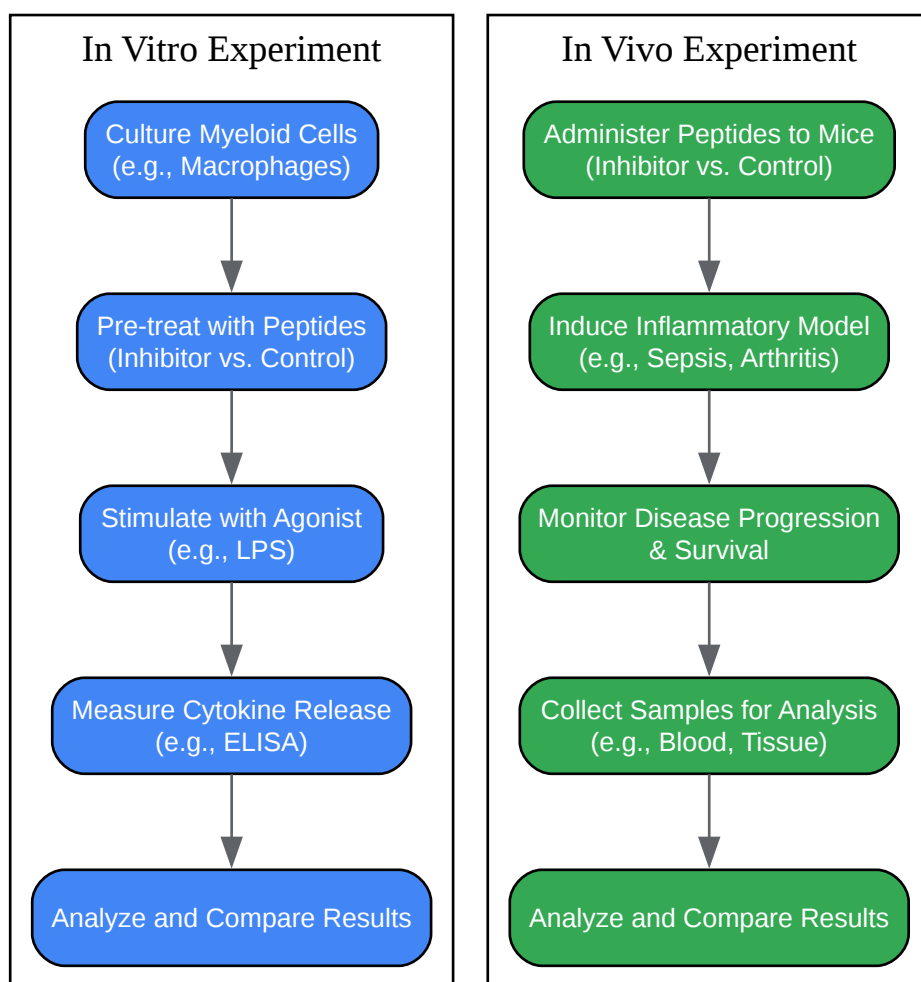 In Vitro Experiment
Culture Myeloid Cells
(e.g., Macrophages)
Pre-treat with Peptides
(Inhibitor vs. Control)
Stimulate with Agonist
(e.g., LPS)
Measure Cytokine Release
(e.g., ELISA)
Analyze and Compare Results
In Vivo Experiment
Administer Peptides to Mice
(Inhibitor vs. Control)
Induce Inflammatory Model
(e.g., Sepsis, Arthritis)
Monitor Disease Progression
& Survival
Collect Samples for Analysis
(e.g., Blood, Tissue)
Analyze and Compare Results